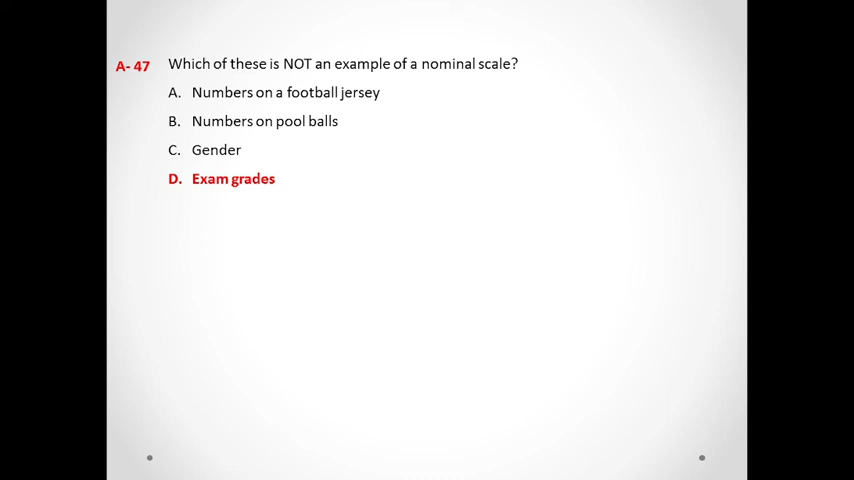 A- 47 Which of these is NOT an example of a nominal scale?
A. Numbers on a football jersey
B. Numbers on pool balls
C. Gender
D. Exam grades